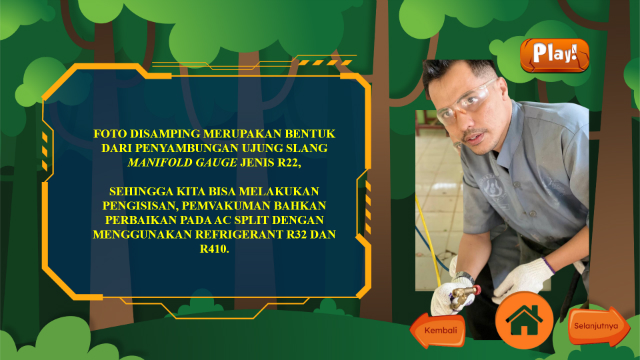 Play!
FOTO DISAMPING MERUPAKAN BENTUK
DARI PENYAMBUNGAN UJUNG SLANG
MANIFOLD GAUGE JENIS R22,
SEHINGGA KITA BISA MELAKUKAN
PENGISISAN, PEMVAKUMAN BAHKAN
PERBAIKAN PADA AC SPLIT DENGAN
MENGGUNAKAN REFRIGERANT R32 DAN
R410.
Kembali
Selanjutnya